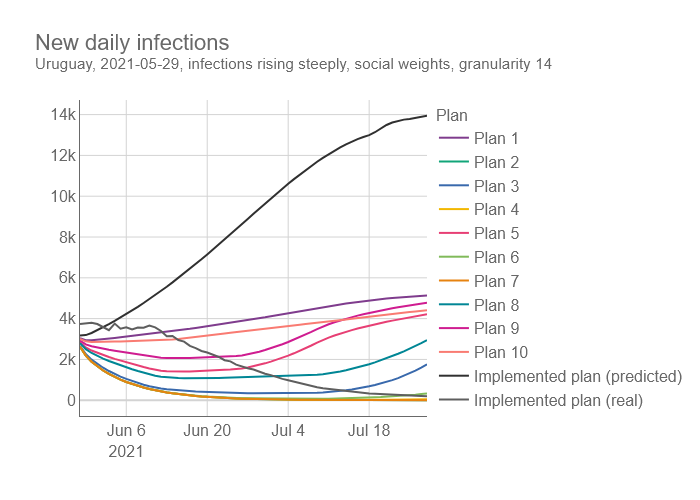 New daily infections
Uruguay, 2021-05-29, infections rising steeply, social weights, granularity 14
14k
12k
10k
8k
6k
4k
2k
0
Jun 6
2021
Jun 20
Jul 4
Jul 18
Plan
Plan 1
Plan 2
Plan 3
Plan 4
Plan 5
Plan 6
Plan 7
Plan 8
Plan 9
Plan 10
Implemented plan (predicted)
Implemented plan (real)